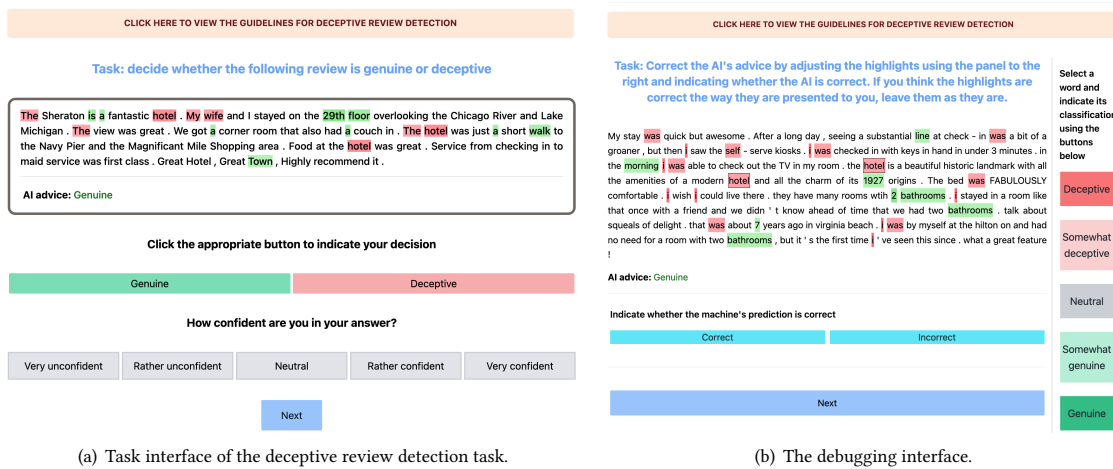 CLICK HERE TO VIEW THE GUIDELINES FOR DECEPTIVE REVIEW DETECTION
Task: decide whether the following review is genuine or deceptive
The Sheraton is a fantastic hotel . My wife and I stayed on the 29th floor overlooking the Chicago River and Lake
Michigan . The view was great . We got a corner room that also had a couch in . The hotel was just a short walk to
the Navy Pier and the Magnificent Mile Shopping area . Food at the hotel was great . Service from checking in to
maid service was first class . Great Hotel , Great Town , Highly recommend it .
AI advice: Genuine
Click the appropriate button to indicate your decision
Genuine
Deceptive
How confident are you in your answer?
Very unconfident
Rather unconfident
Neutral
Rather confident
Very confident
Next
(a) Task interface of the deceptive review detection task.
CLICK HERE TO VIEW THE GUIDELINES FOR DECEPTIVE REVIEW DETECTION
Task: Correct the AI's advice by adjusting the highlights using the panel to the
right and indicating whether the AI is correct. If you think the highlights are
correct the way they are presented to you, leave them as they are.
My stay was quick but awesome . After a long day , seeing a substantial line at check - in was a bit of a
groaner , but then i saw the self - serve kiosks . i was checked in with keys in hand in under 3 minutes . in
the morning i was able to check out the TV in my room . the hotel is a beautiful historic landmark with all
the amenities of a modern hotel and all the charm of its 1927 origins . The bed was FABULOUSLY
comfortable . i wish i could live there . they have many rooms wtih 2 bathrooms . i stayed in a room like
that once with a friend and we didn ' t know ahead of time that we had two bathrooms . talk about
squeals of delight . that was about 7 years ago in virginia beach . i was by myself at the hilton on and had
no need for a room with two bathrooms , but it ' s the first time i ' ve seen this since . what a great feature
!
AI advice: Genuine
Indicate whether the machine's prediction is correct
Correct
Incorrect
Next
Select a
word and
indicate its
classification
using the
buttons
below
Deceptive
Somewhat
deceptive
Neutral
Somewhat
genuine
Genuine
(b) The debugging interface.